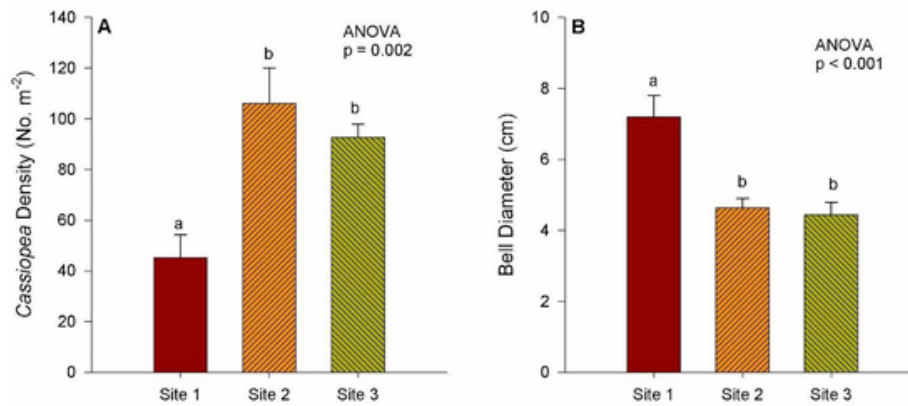 A
ANOVA
p = 0.002
Cassiopea Density (No. m-2)
140
120
100
80
60
40
20
0
a
b
b
Site 1
Site 2
Site 3
B
ANOVA
p < 0.001
Bell Diameter (cm)
10
8
6
4
2
0
a
b
b
Site 1
Site 2
Site 3